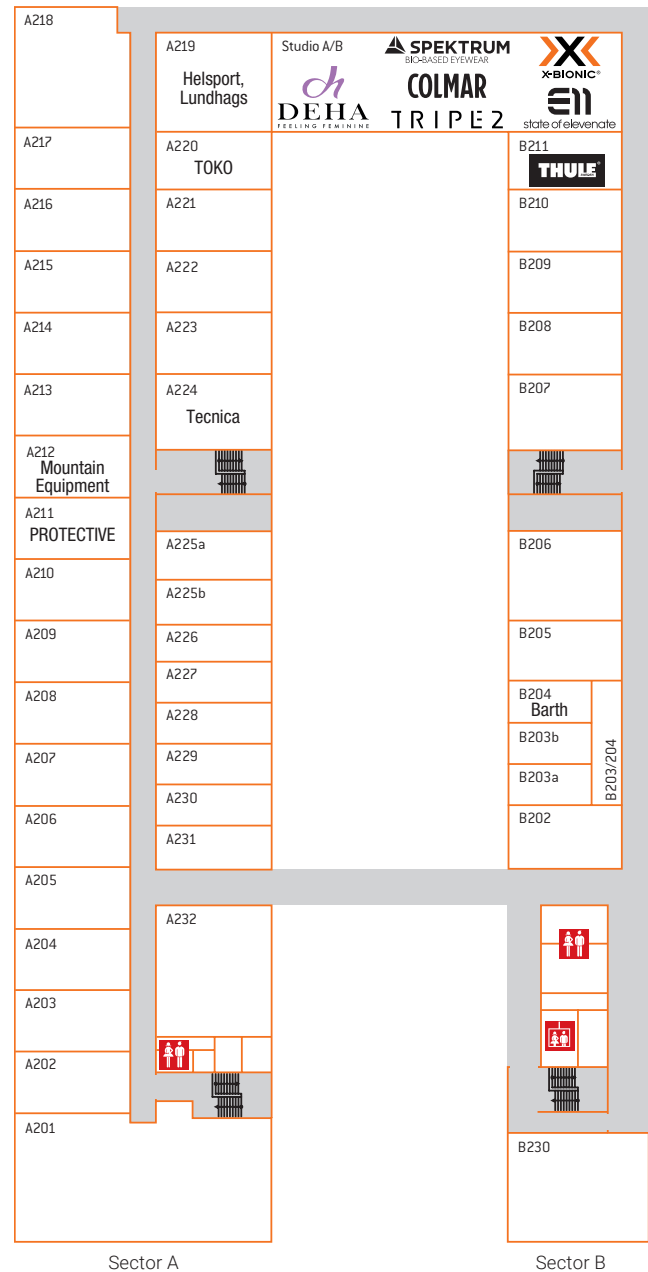 A218
A217
A216
A215
A214
A213
A212
Mountain
Equipment
A211
PROTECTIVE
A210
A209
A208
A207
A206
A205
A204
A203
A202
A201
A219
Helsport,
Lundhags
A220
TOKO
A221
A222
A223
A224
Tecnica
A225a
A225b
A226
A227
A228
A229
A230
A231
A232
Studio A/B
dh
DEHA
FEELING FEMININE
SPEKTRUM
BIO-BASED EYEWEAR
COLMAR
TRIPLE2
X-BIONIC®
E11
state of elevenate
B211
THULE
B210
B209
B208
B207
B206
B205
B204
Barth
B203b
B203a
B203/204
B202
B230
Sector A
Sector B